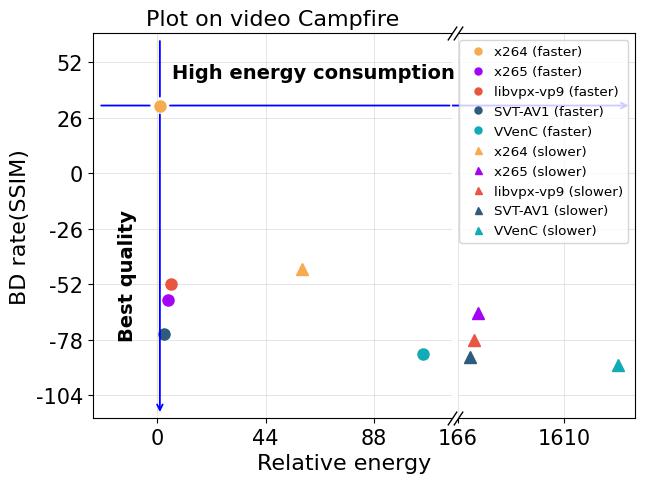 Plot on video Campfire
BD rate(SSIM)
52
26
0
-26
-52
-78
-104
High energy consumption
Best quality
x264 (faster)
x265 (faster)
libvpx-vp9 (faster)
SVT-AV1 (faster)
VVenC (faster)
x264 (slower)
x265 (slower)
libvpx-vp9 (slower)
SVT-AV1 (slower)
VVenC (slower)
0 44 88 166 1610
Relative energy